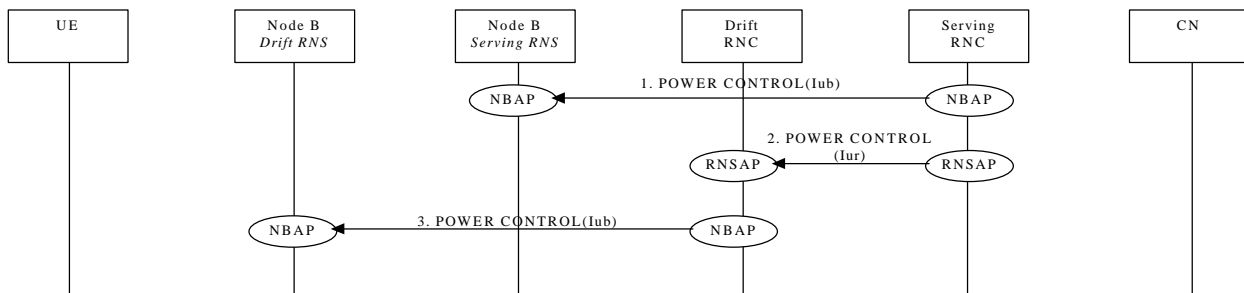 UE
Node B
Drift RNS
Node B
Serving RNS
Drift
RNC
Serving
RNC
CN
1. POWER CONTROL(Iub)
NBAP
NBAP
2. POWER CONTROL
(Iur)
RNSAP
RNSAP
3. POWER CONTROL(Iub)
NBAP
NBAP